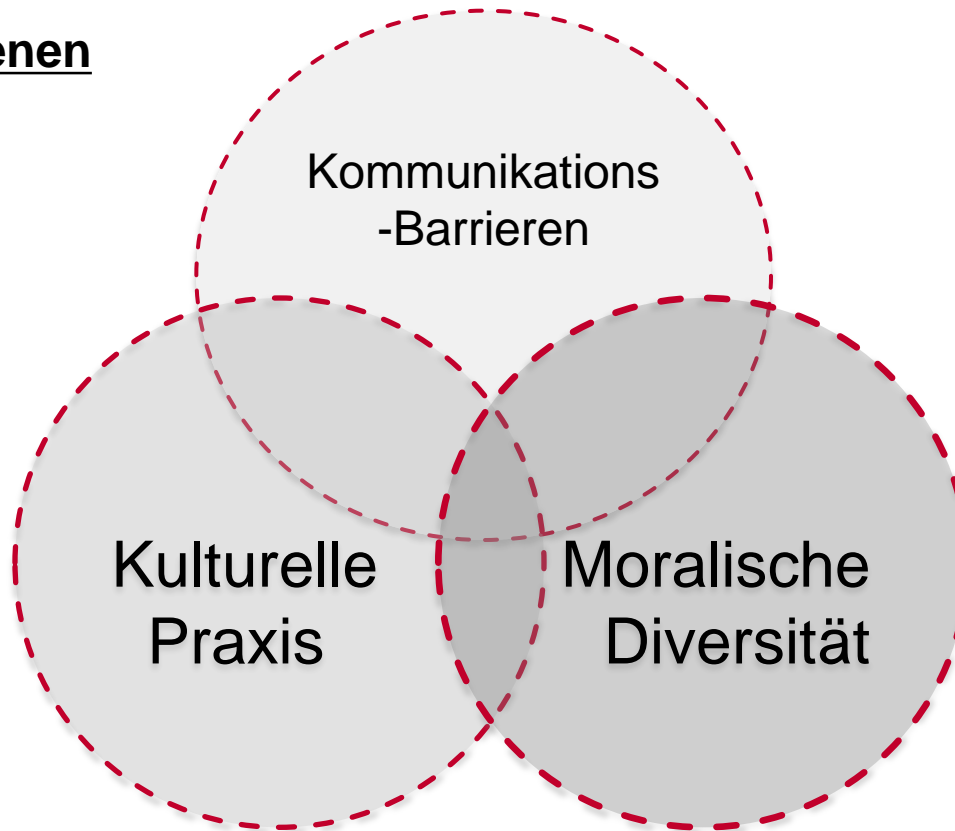 enen
Kommunikations
-Barrieren
Kulturelle
Praxis
Moralische
Diversität